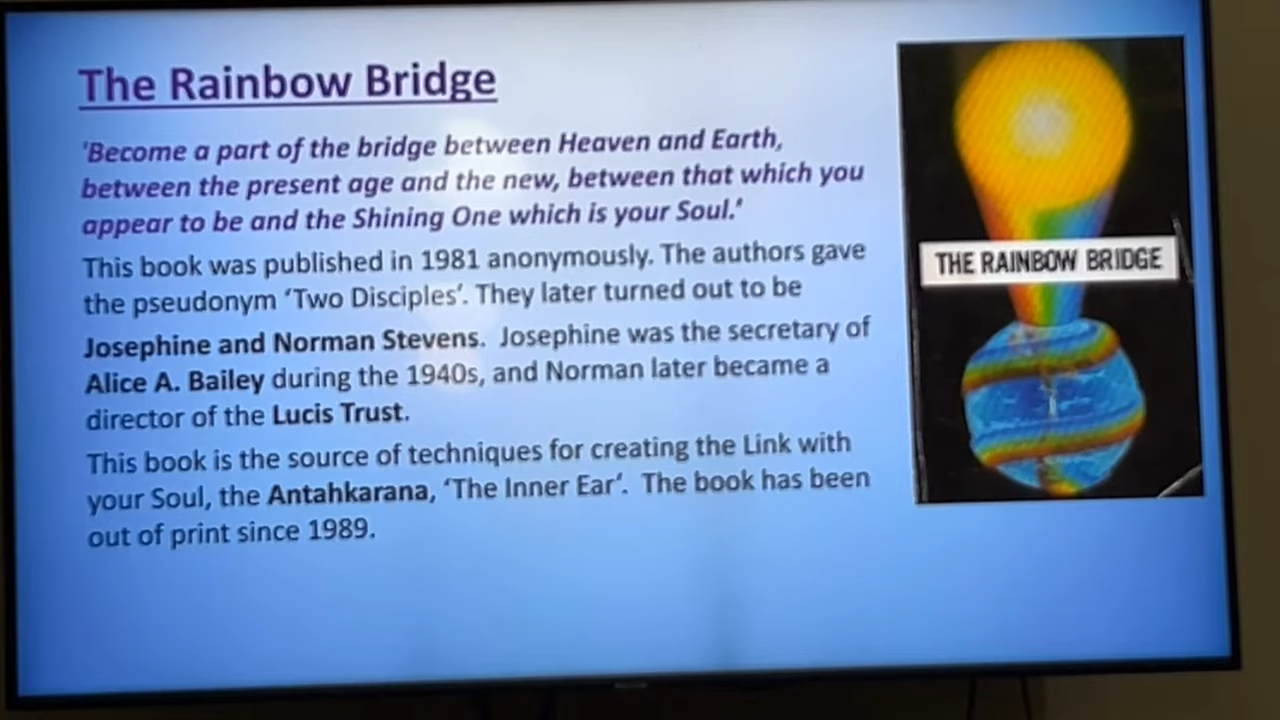 The Rainbow Bridge
'Become a part of the bridge between Heaven and Earth,
between the present age and the new, between that which you
appear to be and the Shining One which is your Soul.'
This book was published in 1981 anonymously. The authors gave
the pseudonym ‘Two Disciples’. They later turned out to be
Josephine and Norman Stevens. Josephine was the secretary of
Alice A. Bailey during the 1940s, and Norman later became a
director of the Lucis Trust.
This book is the source of techniques for creating the Link with
your Soul, the Antahkarana, ‘The Inner Ear’. The book has been
out of print since 1989.
THE RAINBOW BRIDGE